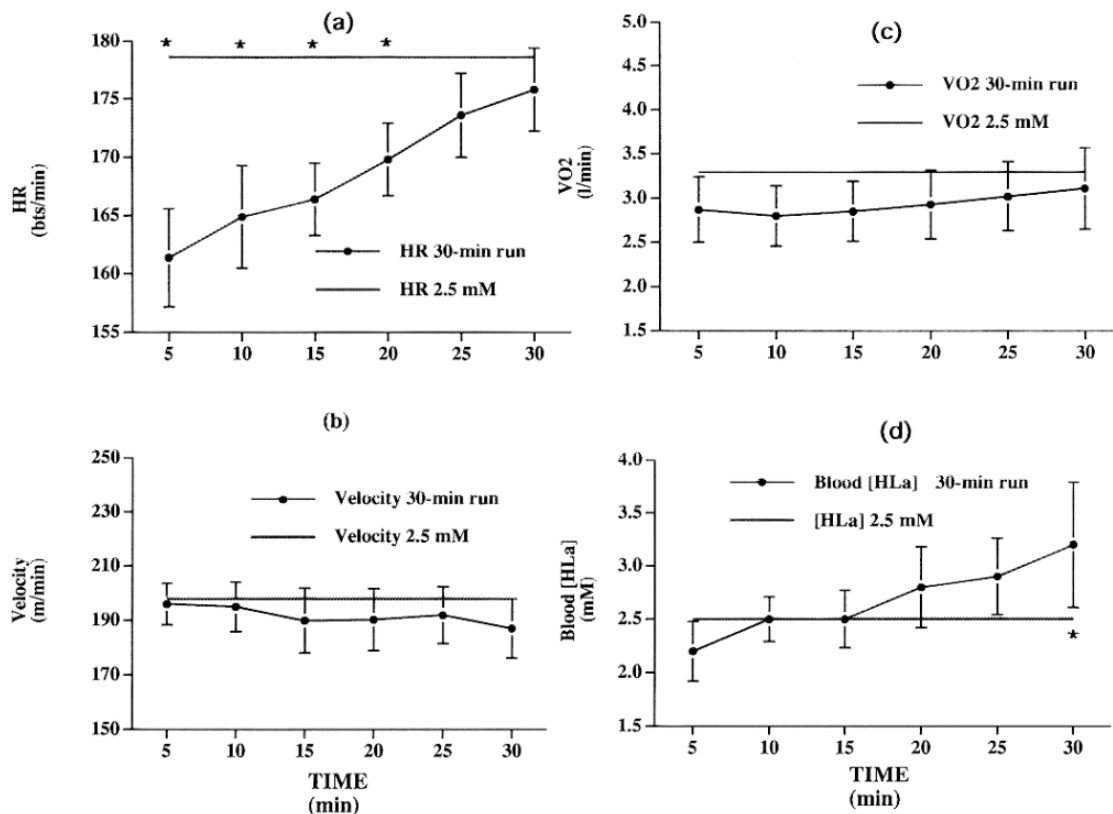 (a)
180
175
170
165
160
155
HR
(bts/min)
* * * *
HR 30-min run
HR 2.5 mM
5 10 15 20 25 30
(c)
5.0
4.5
4.0
3.5
3.0
2.5
2.0
1.5
VO2
(l/min)
VO2 30-min run
VO2 2.5 mM
5 10 15 20 25 30
(b)
250
230
210
190
170
150
Velocity
(m/min)
Velocity 30-min run
Velocity 2.5 mM
5 10 15 20 25 30
TIME
(min)
(d)
4.0
3.5
3.0
2.5
2.0
1.5
Blood [HLa]
(mM)
Blood [HLa] 30-min run
[HLa] 2.5 mM
*
5 10 15 20 25 30
TIME
(min)